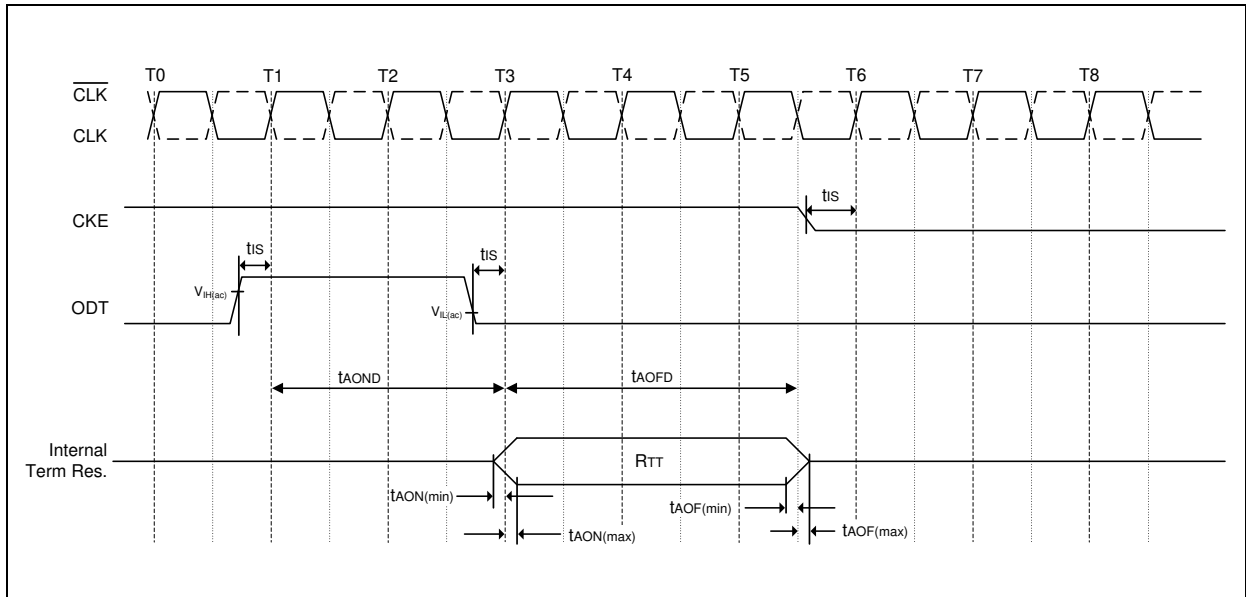 T0 T1 T2 T3 T4 T5 T6 T7 T8
CLK
CLK
CKE
tIS
tIS
tIS
VIH(ac)
ODT
VIL(ac)
tAOND
tAOFD
Internal
Term Res.
RTT
tAON(min)
tAOF(min)
tAON(max)
tAOF(max)